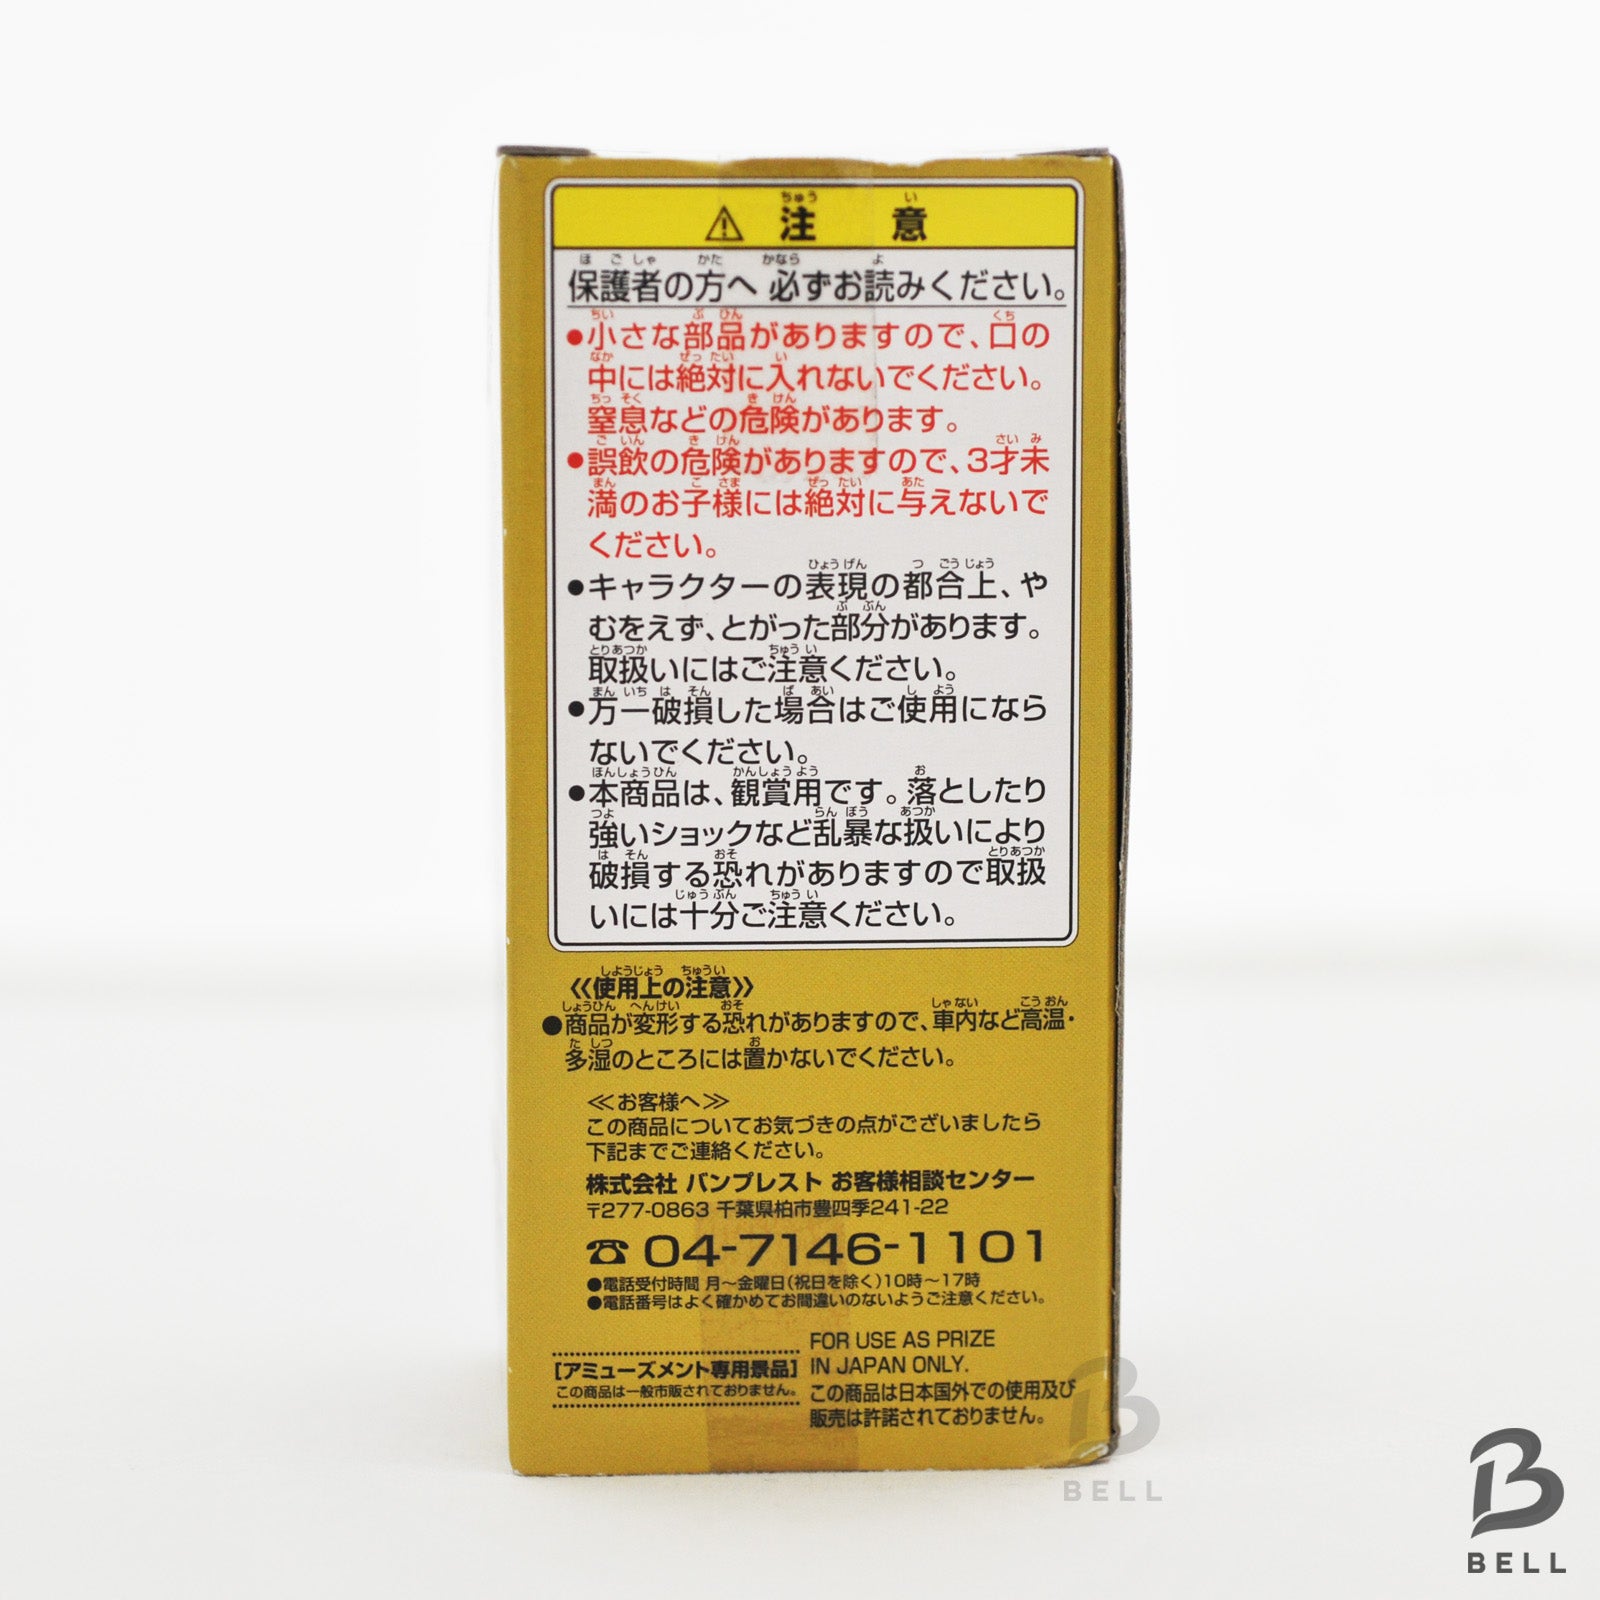 ⚠ 注意
保護者の方へ 必ずお読みください。
●小さな部品がありますので、口の
中には絶対に入れないでください。
窒息などの危険があります。
●誤飲の危険がありますので、3才未
満のお子様には絶対に与えないで
ください。
●キャラクターの表現の都合上、や
むをえず、とがった部分があります。
取扱いにはご注意ください。
●万一破損した場合はご使用になら
ないでください。
●本商品は、観賞用です。落としたり
強いショックなど乱暴な扱いにより
破損する恐れがありますので取扱
いには十分ご注意ください。
《使用上の注意》
●商品が変形する恐れがありますので、車内など高温・
多湿のところには置かないでください。
≪お客様へ≫
この商品についてお気づきの点がございましたら
下記までご連絡ください。
株式会社 バンプレスト お客様相談センター
〒277-0863 千葉県柏市豊四季241-22
☎ 04-7146-1101
●電話受付時間 月～金曜日(祝日を除く)10時～17時
●電話番号はよく確かめてお間違いのないようご注意ください。
[アミューズメント専用景品]
この商品は一般市販されておりません。
FOR USE AS PRIZE
IN JAPAN ONLY.
この商品は日本国外での使用及び
販売は許諾されておりません。
B
BELL
B
BELL